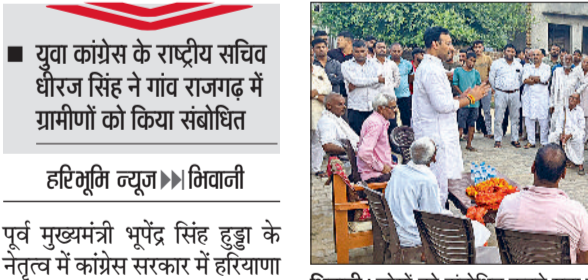 युवा कांग्रेस के राष्ट्रीय सचिव
धीरज सिंह ने गांव राजगढ़ में
ग्रामीणों को किया संबोधित
हरिभूमि न्यूज ▶▶| भिवानी
पूर्व मुख्यमंत्री भूपेंद्र सिंह हुड्डा के
नेतृत्व में कांग्रेस सरकार में हरियाणा